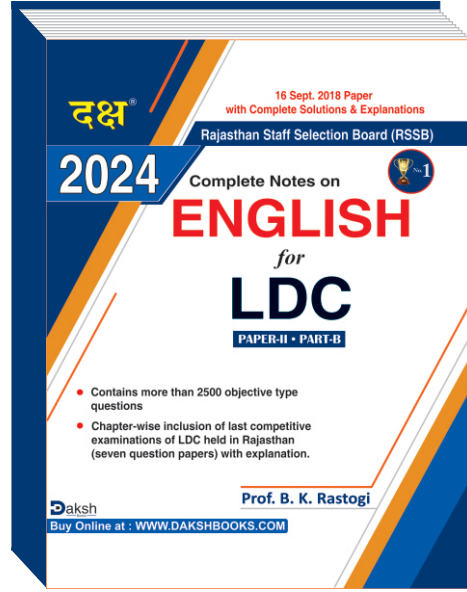 16 Sept. 2018 Paper
with Complete Solutions & Explanations
दक्ष®
Rajasthan Staff Selection Board (RSSB)
2024
Complete Notes on
No.1
ENGLISH
for
LDC
PAPER-II • PART-B
• Contains more than 2500 objective type
questions
• Chapter-wise inclusion of last competitive
examinations of LDC held in Rajasthan
(seven question papers) with explanation.
Prof. B. K. Rastogi
Daksh
Buy Online at : WWW.DAKSHBOOKS.COM